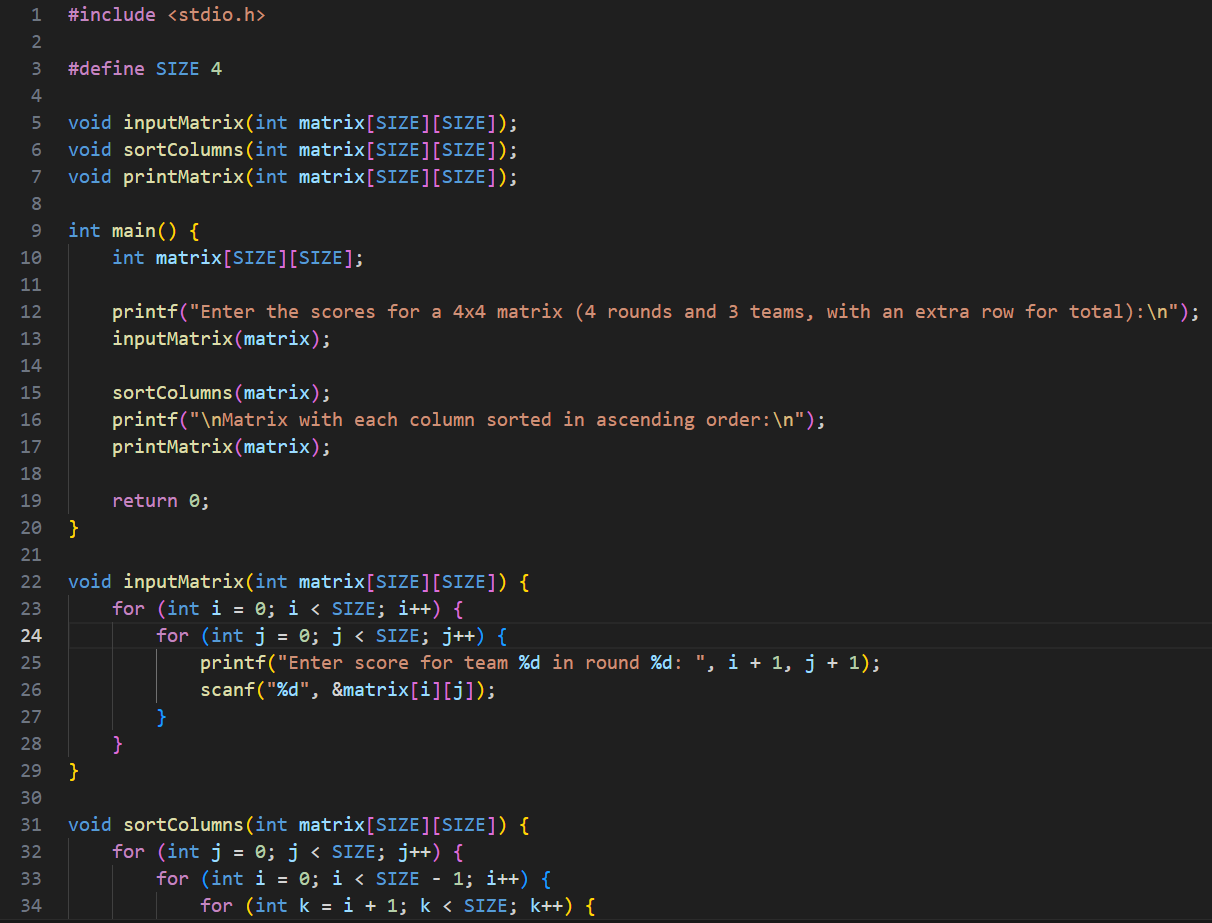 1 #include <stdio.h>
2
3 #define SIZE 4
4
5 void inputMatrix(int matrix[SIZE][SIZE]);
6 void sortColumns(int matrix[SIZE][SIZE]);
7 void printMatrix(int matrix[SIZE][SIZE]);
8
9 int main() {
10     int matrix[SIZE][SIZE];
11
12     printf("Enter the scores for a 4x4 matrix (4 rounds and 3 teams, with an extra row for total):\n");
13     inputMatrix(matrix);
14
15     sortColumns(matrix);
16     printf("\nMatrix with each column sorted in ascending order:\n");
17     printMatrix(matrix);
18
19     return 0;
20 }
21
22 void inputMatrix(int matrix[SIZE][SIZE]) {
23     for (int i = 0; i < SIZE; i++) {
24         for (int j = 0; j < SIZE; j++) {
25             printf("Enter score for team %d in round %d: ", i + 1, j + 1);
26             scanf("%d", &matrix[i][j]);
27         }
28     }
29 }
30
31 void sortColumns(int matrix[SIZE][SIZE]) {
32     for (int j = 0; j < SIZE; j++) {
33         for (int i = 0; i < SIZE - 1; i++) {
34             for (int k = i + 1; k < SIZE; k++) {